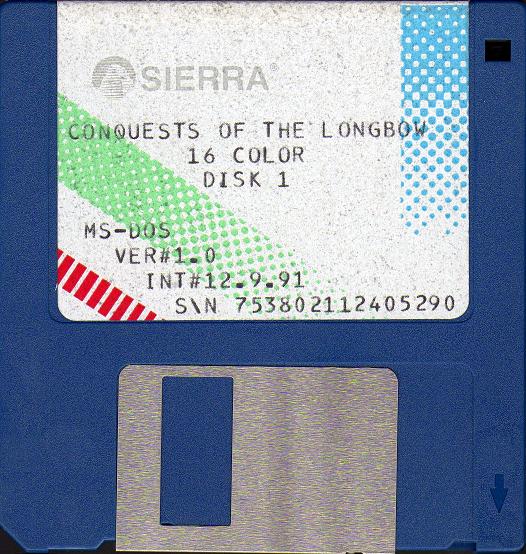 SIERRA®
CONQUESTS OF THE LONGBOW
16 COLOR
DISK 1
MS-DOS
VER#1.0
INT#12.9.91
S\N 753802112405290